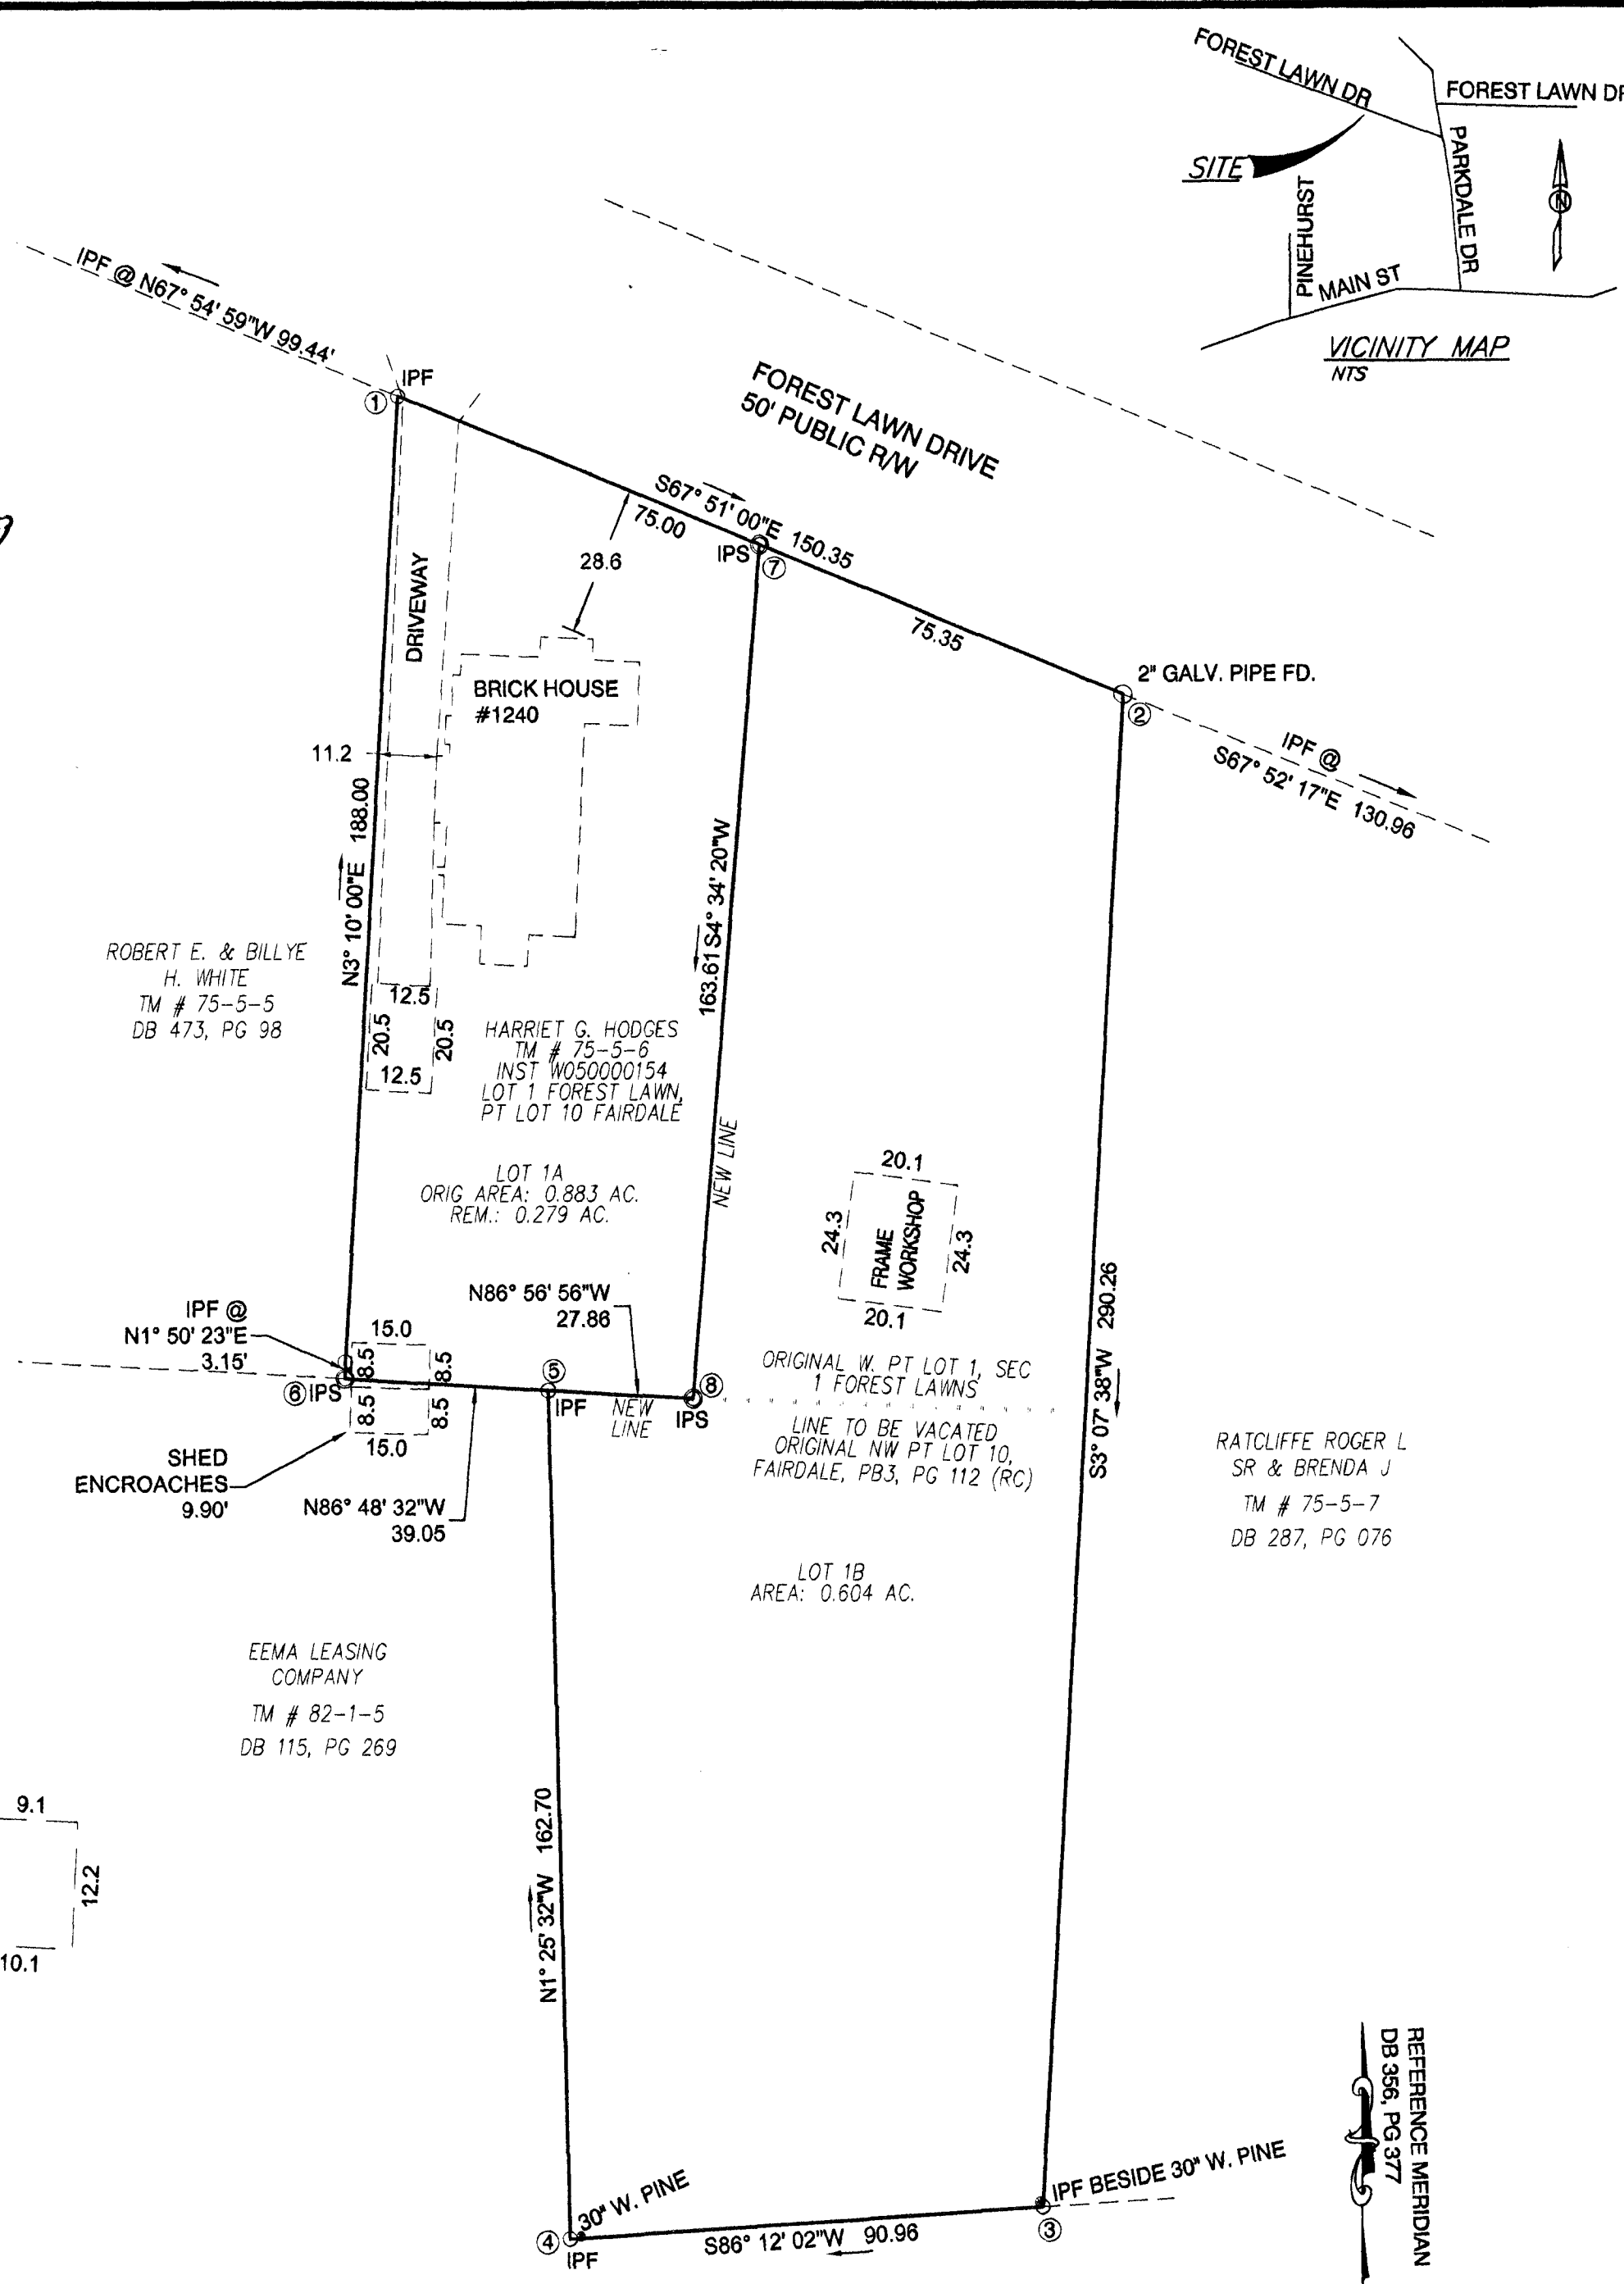 FOREST LAWN DR
FOREST LAWN DR
SITE
PARKDALE DR
PINEHURST
MAIN ST
N
VICINITY MAP
NTS
IPF @ N67° 54' 59"W 99.44'
IPF
1
FOREST LAWN DRIVE
50' PUBLIC R/W
S67° 51' 00"E 150.35
75.00
IPS
7
28.6
75.35
DRIVEWAY
BRICK HOUSE
#1240
2" GALV. PIPE FD.
2
IPF @
S67° 52' 17"E 130.96
11.2
N3° 10' 00"E 188.00
163.61 S4° 34' 20"W
ROBERT E. & BILLYE
H. WHITE
TM # 75-5-5
DB 473, PG 98
12.5
20.5
20.5
12.5
HARRIET G. HODGES
TM # 75-5-6
INST W050000154
LOT 1 FOREST LAWN,
PT LOT 10 FAIRDALE
NEW LINE
LOT 1A
ORIG AREA: 0.883 AC.
REM.: 0.279 AC.
20.1
24.3
FRAME
WORKSHOP
24.3
20.1
N86° 56' 56"W
27.86
IPF @
N1° 50' 23"E
3.15'
15.0
8.5
8.5
6 IPS
5
IPF
NEW
LINE
8
IPS
8.5
8.5
15.0
SHED
ENCROACHES
9.90'
N86° 48' 32"W
39.05
ORIGINAL W. PT LOT 1, SEC
1 FOREST LAWNS
LINE TO BE VACATED
ORIGINAL NW PT LOT 10,
FAIRDALE, PB3, PG 112 (RC)
S3° 07' 38"W 290.26
RATCLIFFE ROGER L
SR & BRENDA J
TM # 75-5-7
DB 287, PG 076
LOT 1B
AREA: 0.604 AC.
EEMA LEASING
COMPANY
TM # 82-1-5
DB 115, PG 269
9.1
12.2
10.1
N1° 25' 32"W 162.70
REFERENCE MERIDIAN
DB 356, PG 377
30" W. PINE
4
IPF
S86° 12' 02"W 90.96
IPF BESIDE 30" W. PINE
3